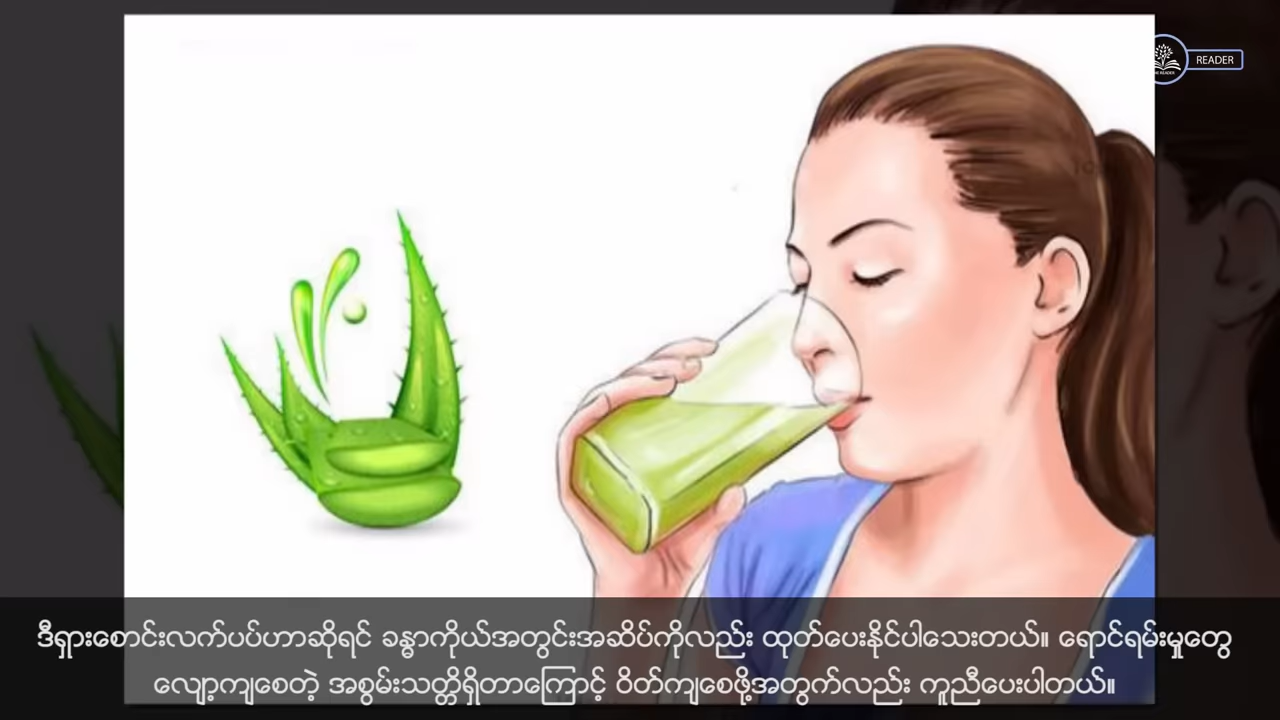 READER
THE READER
ဒီရှားစောင်းလက်ပပ်ဟာဆိုရင် ခန္ဓာကိုယ်အတွင်းအဆိပ်ကိုလည်း ထုတ်ပေးနိုင်ပါသေးတယ်။ ရောင်ရမ်းမှုတွေ
လျော့ကျစေတဲ့ အစွမ်းသတ္တိရှိတာကြောင့် ဝိတ်ကျစေဖို့အတွက်လည်း ကူညီပေးပါတယ်။